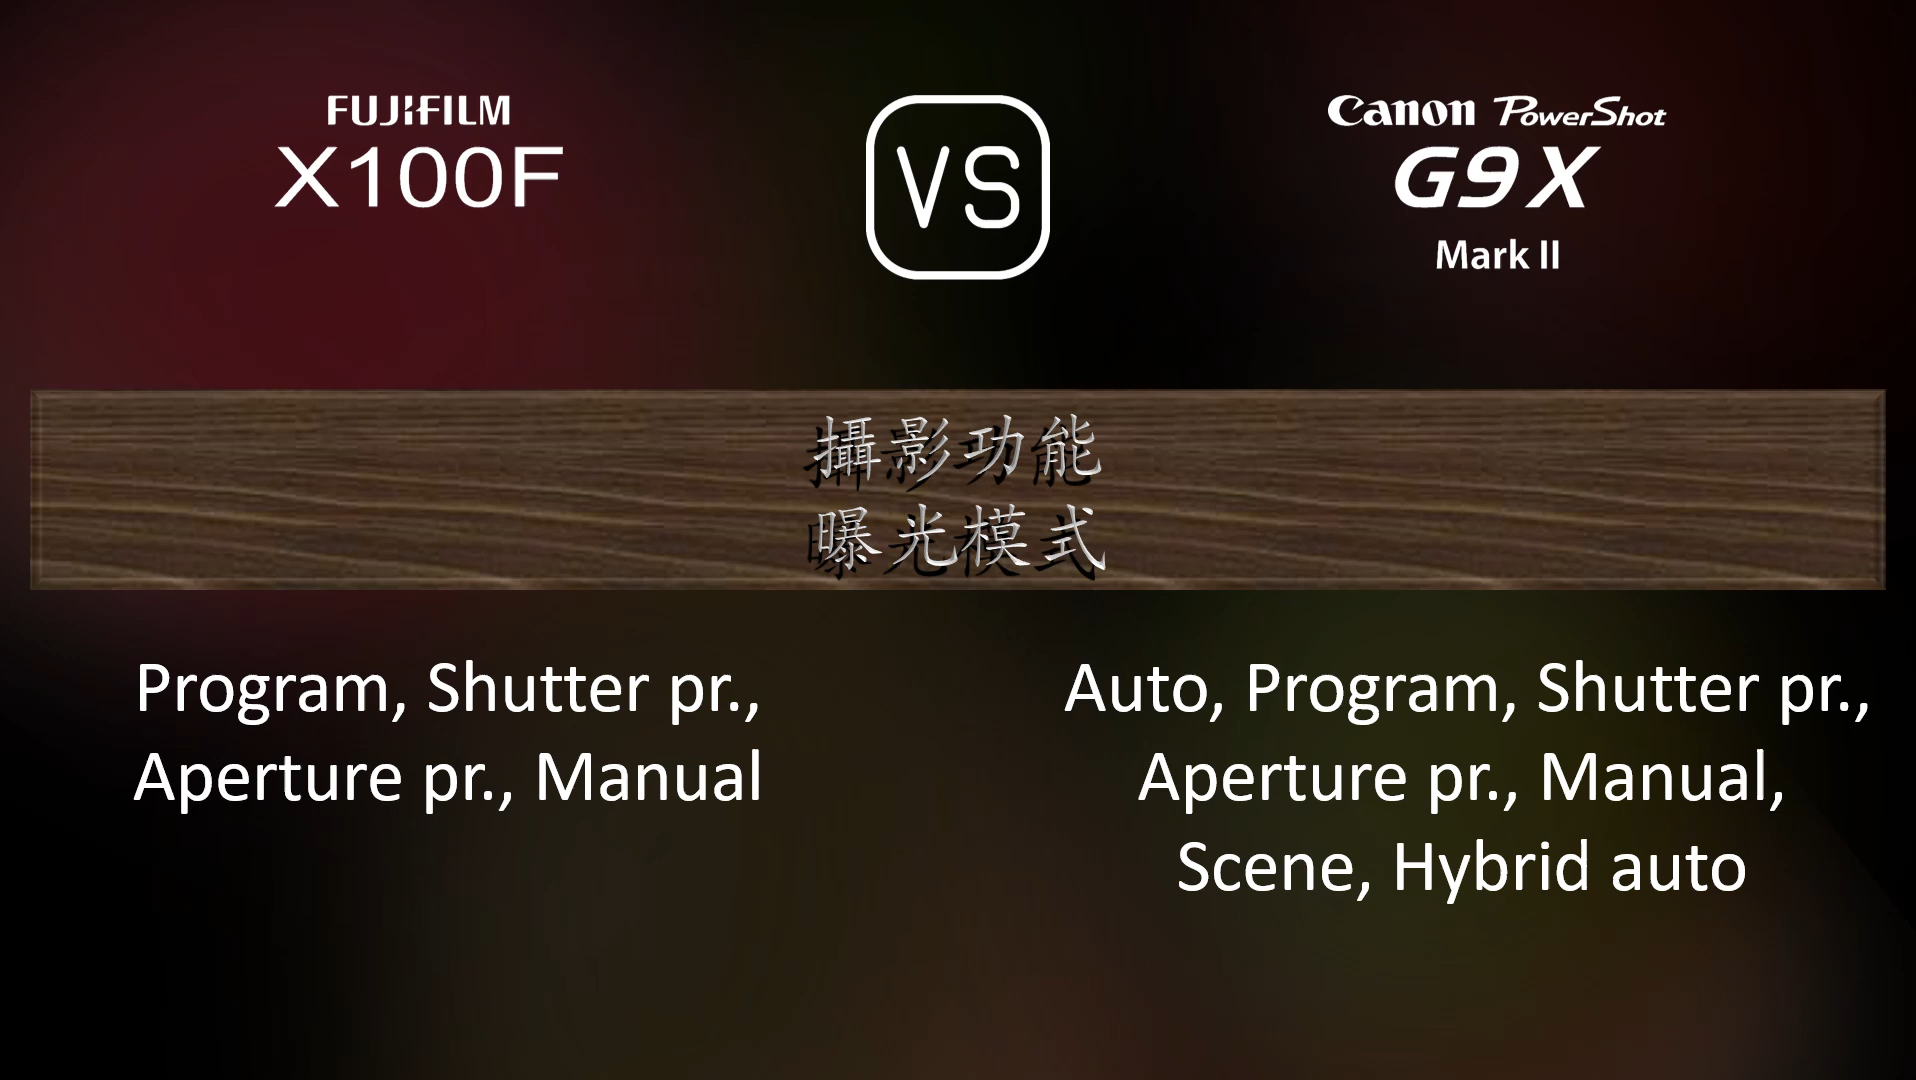 FUJIFILM
X100F
VS
Canon PowerShot
G9 X
Mark II
攝影功能
曝光模式
Program, Shutter pr.,
Aperture pr., Manual
Auto, Program, Shutter pr.,
Aperture pr., Manual,
Scene, Hybrid auto